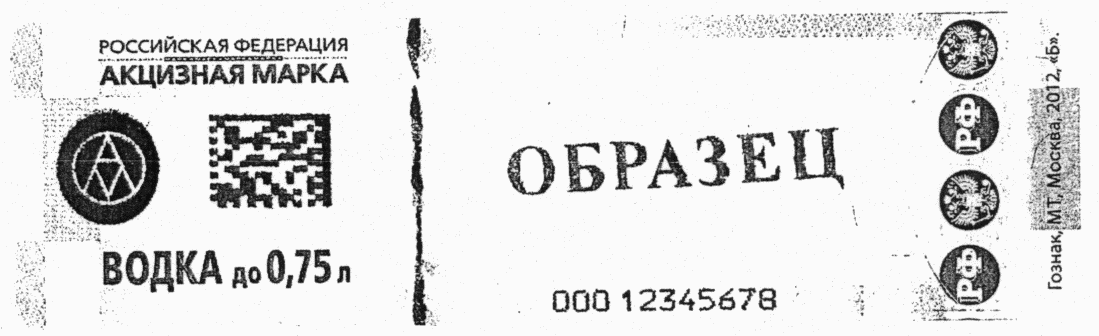 РОССИЙСКАЯ ФЕДЕРАЦИЯ
АКЦИЗНАЯ МАРКА
ВОДКА до 0,75 л
ОБРАЗЕЦ
000 12345678
РФ
РФ
Гознак, МТ, Москва, 2012, «Б».